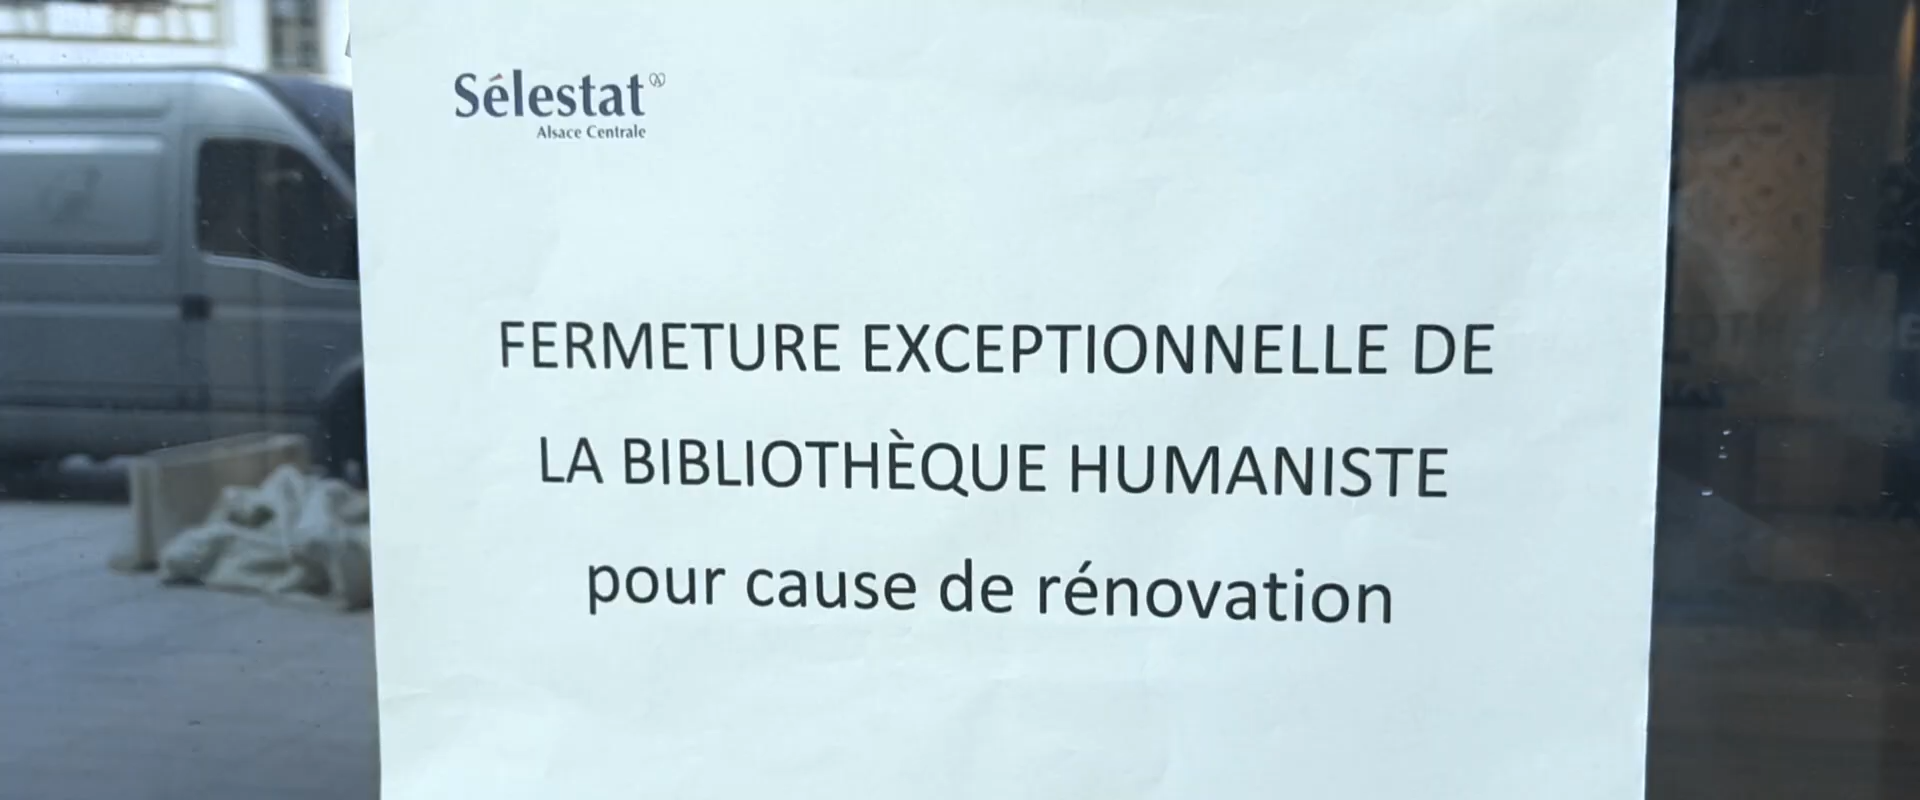 Sélestat
Alsace Centrale
FERMETURE EXCEPTIONNELLE DE
LA BIBLIOTHÈQUE HUMANISTE
pour cause de rénovation